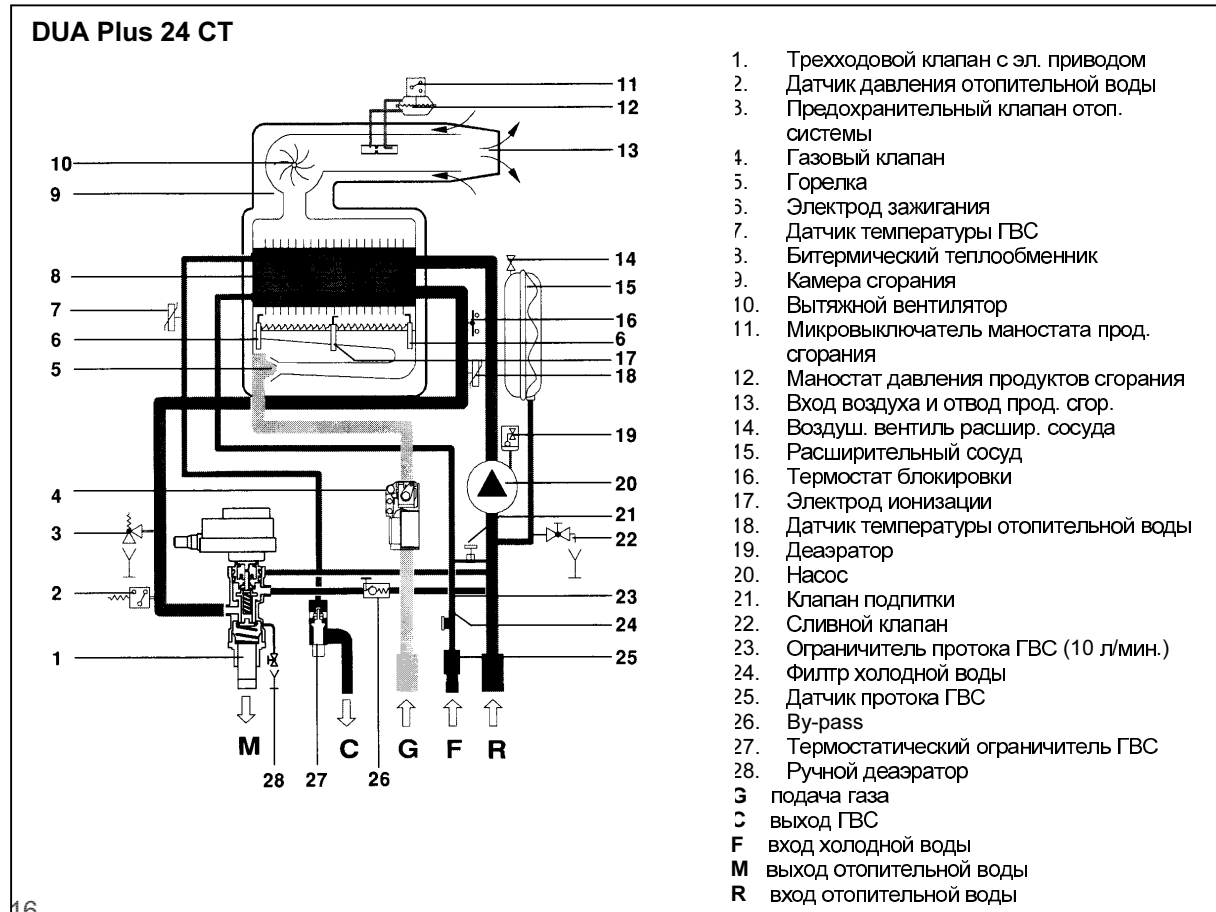 DUA Plus 24 CT
11
12
13
10
9
8
7
6
5
14
15
16
6
17
18
19
20
21
22
4
3
2
1
23
24
25
M
C
G
F
R
28
27
26
1. Трехходовой клапан с эл. приводом
2. Датчик давления отопительной воды
3. Предохранительный клапан отоп.
системы
4. Газовый клапан
5. Горелка
6. Электрод зажигания
7. Датчик температуры ГВС
8. Битермический теплообменник
9. Камера сгорания
10. Вытяжной вентилятор
11. Микровыключатель маностата прод.
сгорания
12. Маностат давления продуктов сгорания
13. Вход воздуха и отвод прод. сгор.
14. Воздуш. вентиль расшир. сосуда
15. Расширительный сосуд
16. Термостат блокировки
17. Электрод ионизации
18. Датчик температуры отопительной воды
19. Деаэратор
20. Насос
21. Клапан подпитки
22. Сливной клапан
23. Ограничитель протока ГВС (10 л/мин.)
24. Филтр холодной воды
25. Датчик протока ГВС
26. By-pass
27. Термостатический ограничитель ГВС
28. Ручной деаэратор
G подача газа
C выход ГВС
F вход холодной воды
M выход отопительной воды
R вход отопительной воды
16